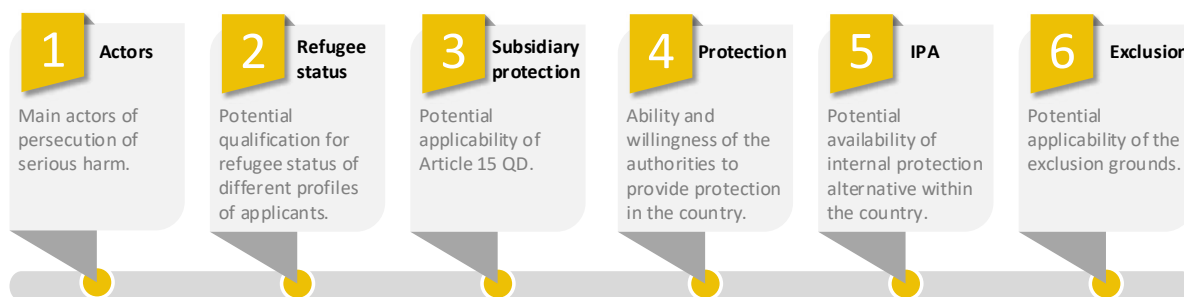 1 Actors
Main actors of
persecution of
serious harm.
2 Refugee
status
Potential
qualification for
refugee status of
different profiles
of applicants.
3 Subsidiary
protection
Potential
applicability of
Article 15 QD.
4 Protection
Ability and
willingness of the
authorities to
provide protection
in the country.
5 IPA
Potential
availability of
internal protection
alternative within
the country.
6 Exclusion
Potential
applicability of the
exclusion grounds.